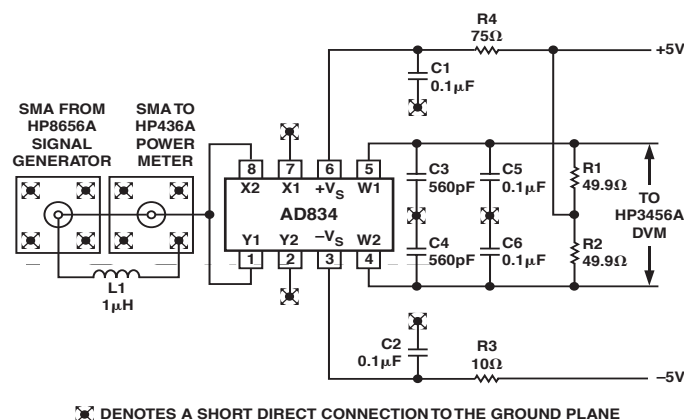 R4
75Ω
+5V
C1
0.1μF
SMA FROM
HP8656A
SIGNAL
GENERATOR
SMA TO
HP436A
POWER
METER
8 7 6 5
X2 X1 +VS W1
AD834
Y1 Y2 –VS W2
1 2 3 4
C3
560pF
C5
0.1μF
R1
49.9Ω
TO
HP3456A
DVM
C4
560pF
C6
0.1μF
R2
49.9Ω
L1
1μH
C2
0.1μF
R3
10Ω
–5V
DENOTES A SHORT DIRECT CONNECTION TO THE GROUND PLANE